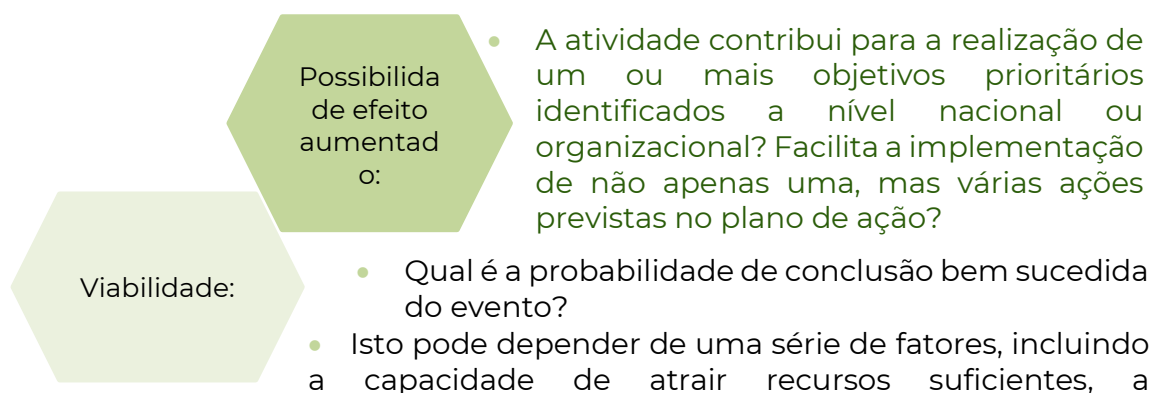 Possibilida
de efeito
aumentad
o:
• A atividade contribui para a realização de
um ou mais objetivos prioritários
identificados a nível nacional ou
organizacional? Facilita a implementação
de não apenas uma, mas várias ações
previstas no plano de ação?
Viabilidade:
• Qual é a probabilidade de conclusão bem sucedida
do evento?
• Isto pode depender de uma série de fatores, incluindo
a capacidade de atrair recursos suficientes, a